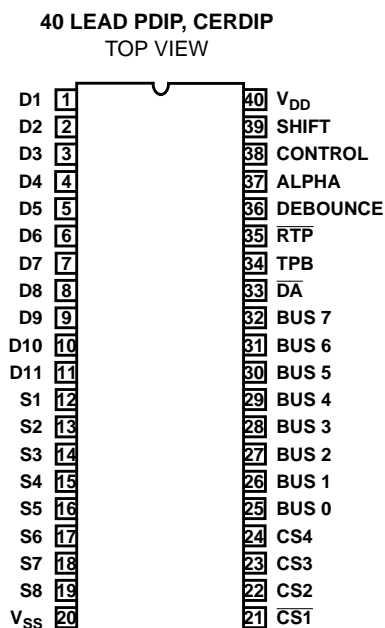 40 LEAD PDIP, CERDIP
TOP VIEW
D1 1 40 VDD
D2 2 39 SHIFT
D3 3 38 CONTROL
D4 4 37 ALPHA
D5 5 36 DEBOUNCE
D6 6 35 R̅T̅P̅
D7 7 34 TPB
D8 8 33 D̅A̅
D9 9 32 BUS 7
D10 10 31 BUS 6
D11 11 30 BUS 5
S1 12 29 BUS 4
S2 13 28 BUS 3
S3 14 27 BUS 2
S4 15 26 BUS 1
S5 16 25 BUS 0
S6 17 24 CS4
S7 18 23 CS3
S8 19 22 CS2
VSS 20 21 C̅S̅1̅